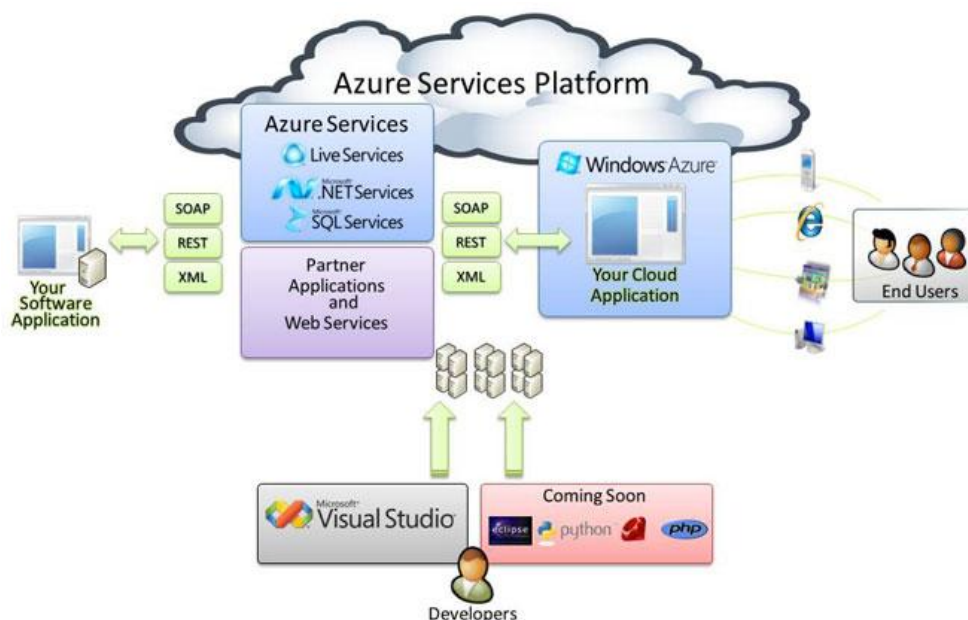 Azure Services Platform
Azure Services
Live Services
Microsoft
.NET Services
Microsoft
SQL Services
Partner
Applications
and
Web Services
SOAP
REST
XML
Your
Software
Application
SOAP
REST
XML
Windows Azure
Your Cloud
Application
End Users
Microsoft
Visual Studio
Coming Soon
eclipse
python
php
Developers